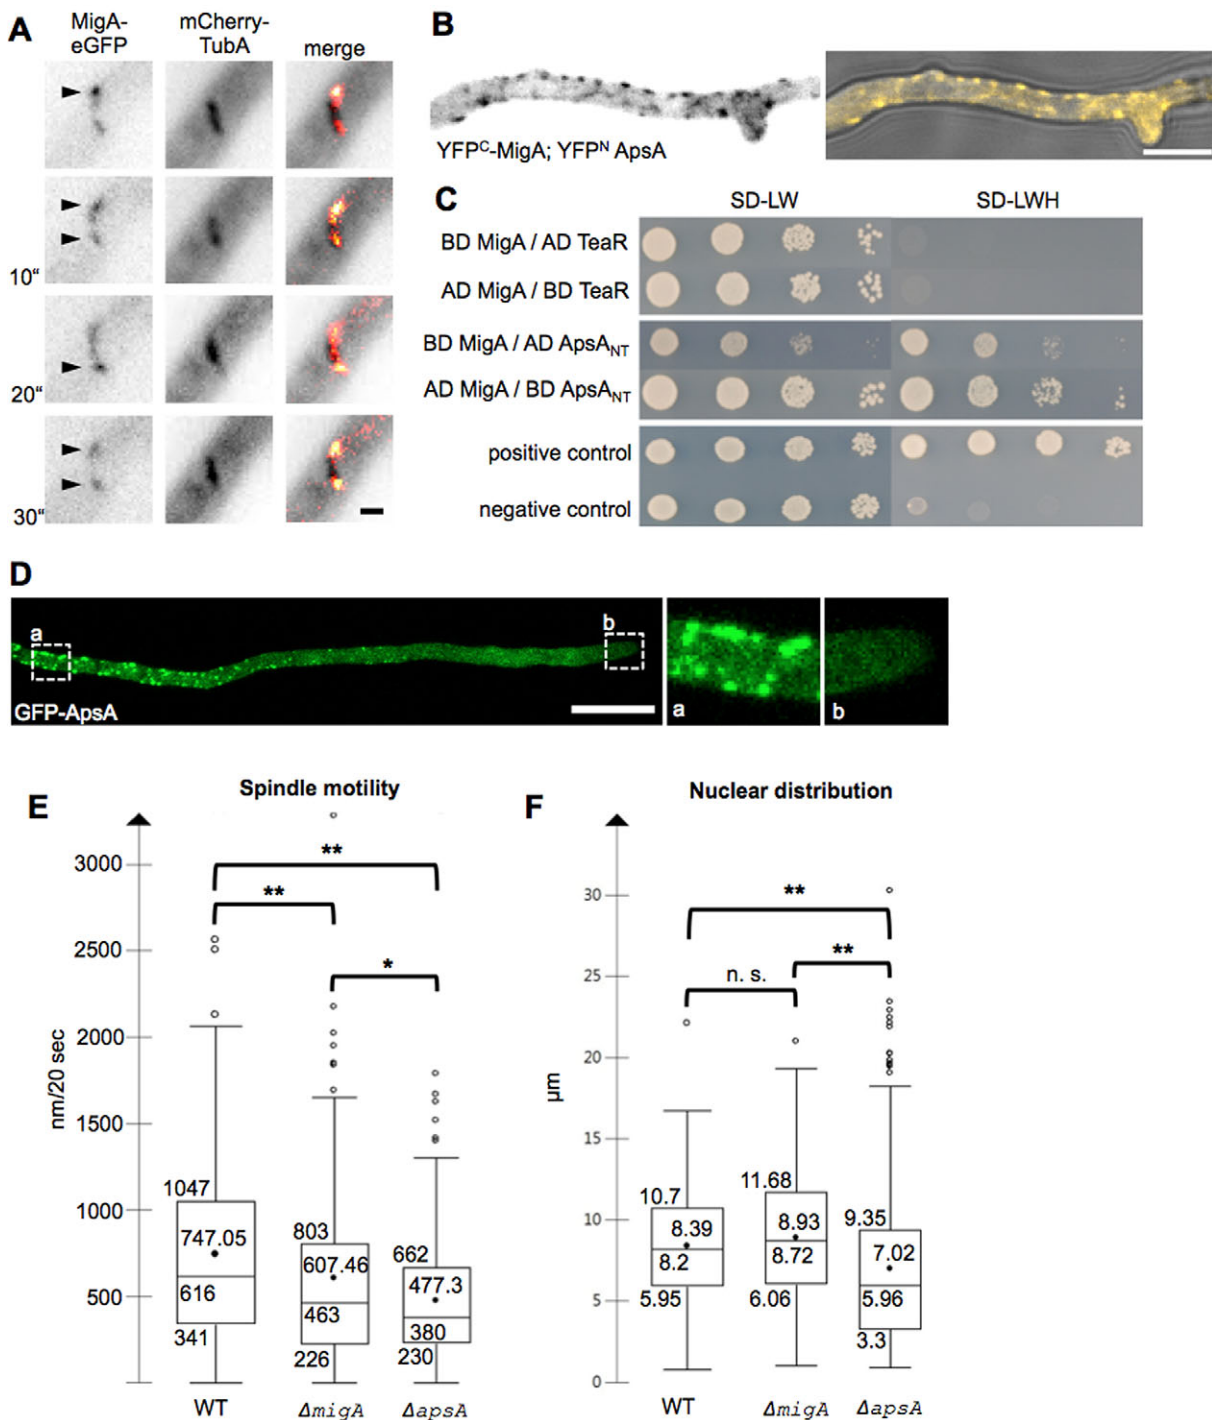 A
MigA-
eGFP
mCherry-
TubA
merge
10“
20“
30“
B
YFPC-MigA; YFPN ApsA
C
SD-LW
SD-LWH
BD MigA / AD TeaR
AD MigA / BD TeaR
BD MigA / AD ApsANT
AD MigA / BD ApsANT
positive control
negative control
D
a
b
GFP-ApsA
a
b
E
Spindle motility
nm/20 sec
3000
2500
2000
1500
1000
500
**
**
*
1047
747.05
616
341
803
607.46
463
226
662
477.3
380
230
WT
ΔmigA
ΔapsA
F
Nuclear distribution
µm
30
25
20
15
10
5
0
**
**
n. s.
10.7
8.39
8.2
5.95
11.68
8.93
8.72
6.06
9.35
7.02
5.96
3.3
WT
ΔmigA
ΔapsA